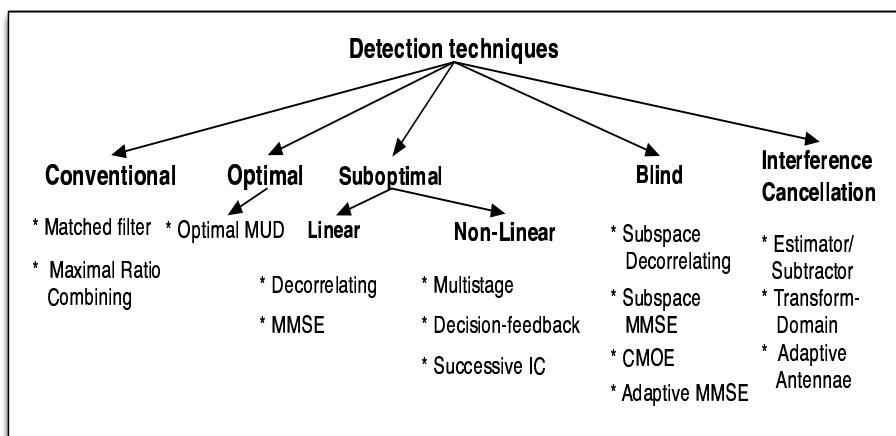 Detection techniques
Conventional
* Matched filter
* Maximal Ratio
Combining
Optimal
* Optimal MUD
Suboptimal
Linear
* Decorrelating
* MMSE
Non-Linear
* Multistage
* Decision-feedback
* Successive IC
Blind
* Subspace
Decorrelating
* Subspace
MMSE
* CMOE
* Adaptive MMSE
Interference
Cancellation
* Estimator/
Subtractor
* Transform-
Domain
* Adaptive
Antennae